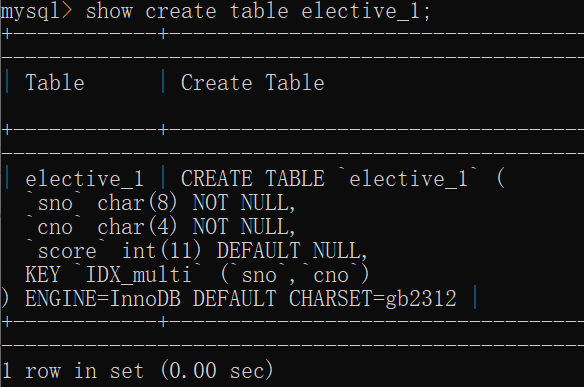 mysql> show create table elective_1;
+------------+-----------------------------------
-------------------------------------------------
| Table      | Create Table
+------------+-----------------------------------
-------------------------------------------------
| elective_1 | CREATE TABLE `elective_1` (
  `sno` char(8) NOT NULL,
  `cno` char(4) NOT NULL,
  `score` int(11) DEFAULT NULL,
  KEY `IDX_multi` (`sno`,`cno`)
) ENGINE=InnoDB DEFAULT CHARSET=gb2312 |
+------------+-----------------------------------
-------------------------------------------------
1 row in set (0.00 sec)